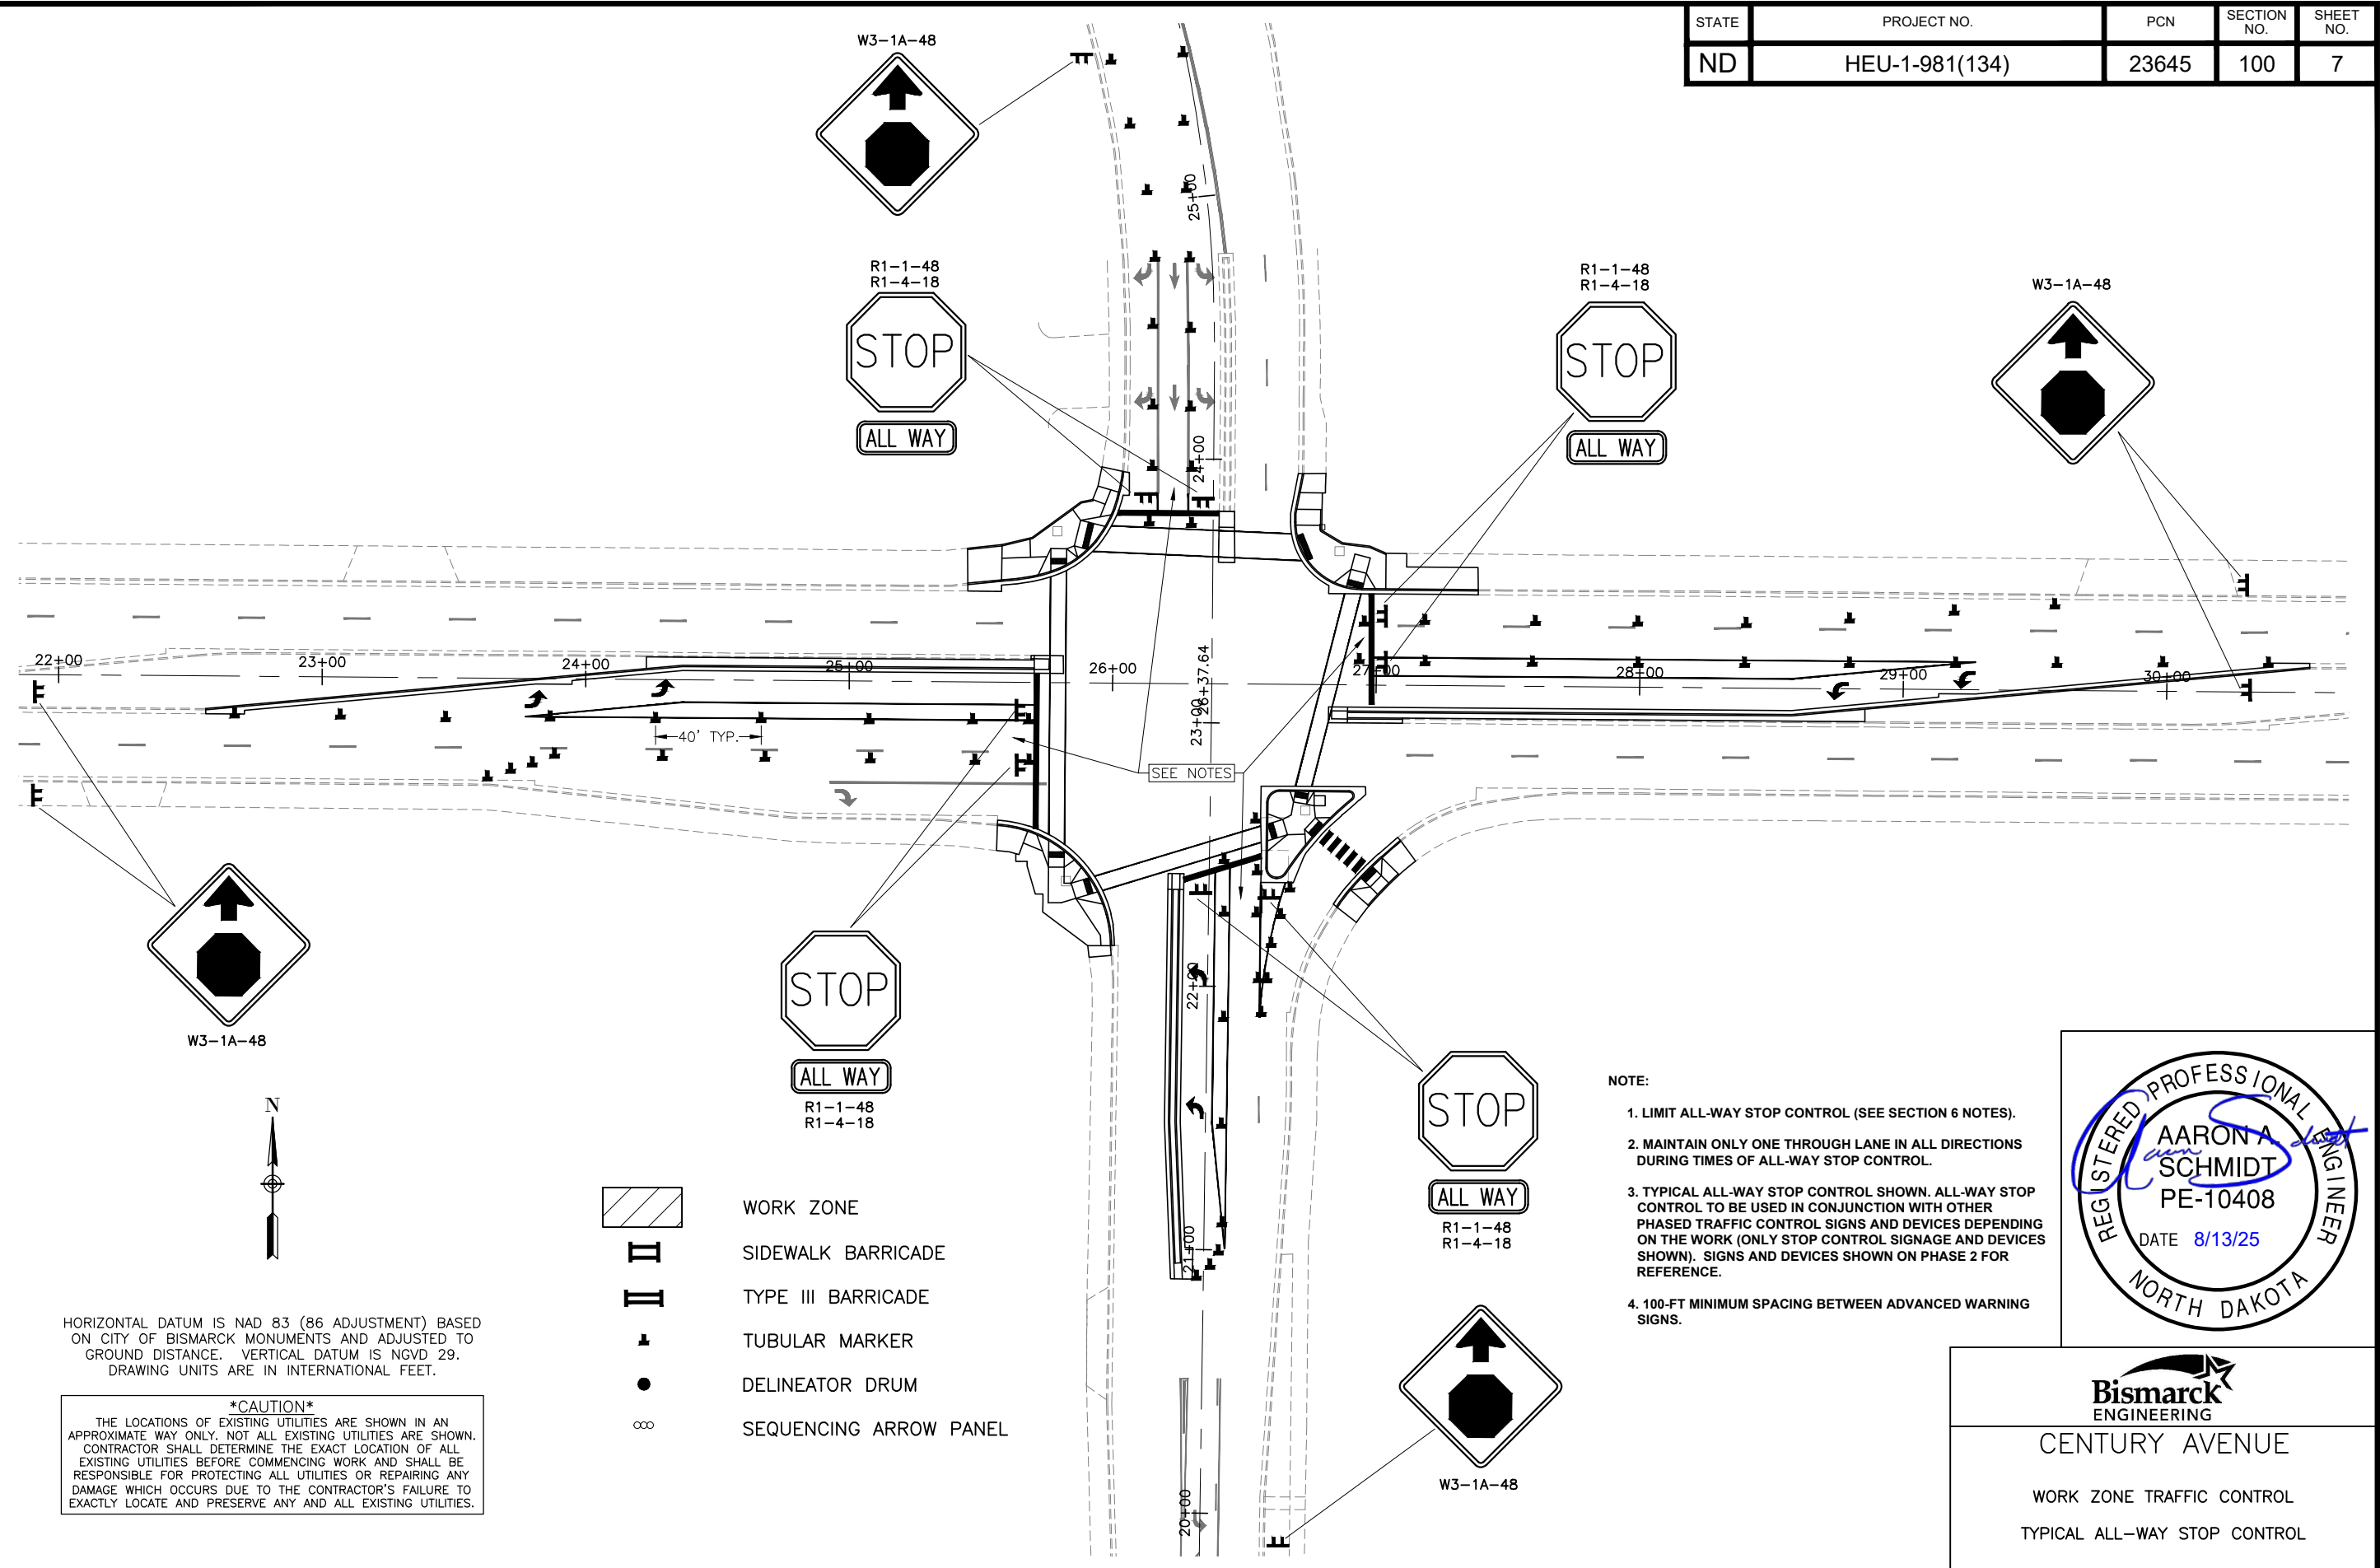 STATE
PROJECT NO.
PCN
SECTION NO.
SHEET NO.
ND
HEU-1-981(134)
23645
100
7
W3-1A-48
R1-1-48
R1-4-18
STOP
ALL WAY
R1-1-48
R1-4-18
STOP
ALL WAY
W3-1A-48
25+00
24+00
22+00
23+00
24+00
25+00
26+00
26+37.64
23+00
27+00
28+00
29+00
30+00
40' TYP.
SEE NOTES
22+00
21+00
20+00
W3-1A-48
STOP
ALL WAY
R1-1-48
R1-4-18
STOP
ALL WAY
R1-1-48
R1-4-18
W3-1A-48
N
HORIZONTAL DATUM IS NAD 83 (86 ADJUSTMENT) BASED
ON CITY OF BISMARCK MONUMENTS AND ADJUSTED TO
GROUND DISTANCE. VERTICAL DATUM IS NGVD 29.
DRAWING UNITS ARE IN INTERNATIONAL FEET.
*CAUTION*
THE LOCATIONS OF EXISTING UTILITIES ARE SHOWN IN AN
APPROXIMATE WAY ONLY. NOT ALL EXISTING UTILITIES ARE SHOWN.
CONTRACTOR SHALL DETERMINE THE EXACT LOCATION OF ALL
EXISTING UTILITIES BEFORE COMMENCING WORK AND SHALL BE
RESPONSIBLE FOR PROTECTING ALL UTILITIES OR REPAIRING ANY
DAMAGE WHICH OCCURS DUE TO THE CONTRACTOR'S FAILURE TO
EXACTLY LOCATE AND PRESERVE ANY AND ALL EXISTING UTILITIES.
WORK ZONE
SIDEWALK BARRICADE
TYPE III BARRICADE
TUBULAR MARKER
DELINEATOR DRUM
SEQUENCING ARROW PANEL
NOTE:
1. LIMIT ALL-WAY STOP CONTROL (SEE SECTION 6 NOTES).
2. MAINTAIN ONLY ONE THROUGH LANE IN ALL DIRECTIONS
DURING TIMES OF ALL-WAY STOP CONTROL.
3. TYPICAL ALL-WAY STOP CONTROL SHOWN. ALL-WAY STOP
CONTROL TO BE USED IN CONJUNCTION WITH OTHER
PHASED TRAFFIC CONTROL SIGNS AND DEVICES DEPENDING
ON THE WORK (ONLY STOP CONTROL SIGNAGE AND DEVICES
SHOWN). SIGNS AND DEVICES SHOWN ON PHASE 2 FOR
REFERENCE.
4. 100-FT MINIMUM SPACING BETWEEN ADVANCED WARNING
SIGNS.
REGISTERED PROFESSIONAL ENGINEER
AARON A.
SCHMIDT
PE-10408
DATE 8/13/25
NORTH DAKOTA
Bismarck
ENGINEERING
CENTURY AVENUE
WORK ZONE TRAFFIC CONTROL
TYPICAL ALL-WAY STOP CONTROL